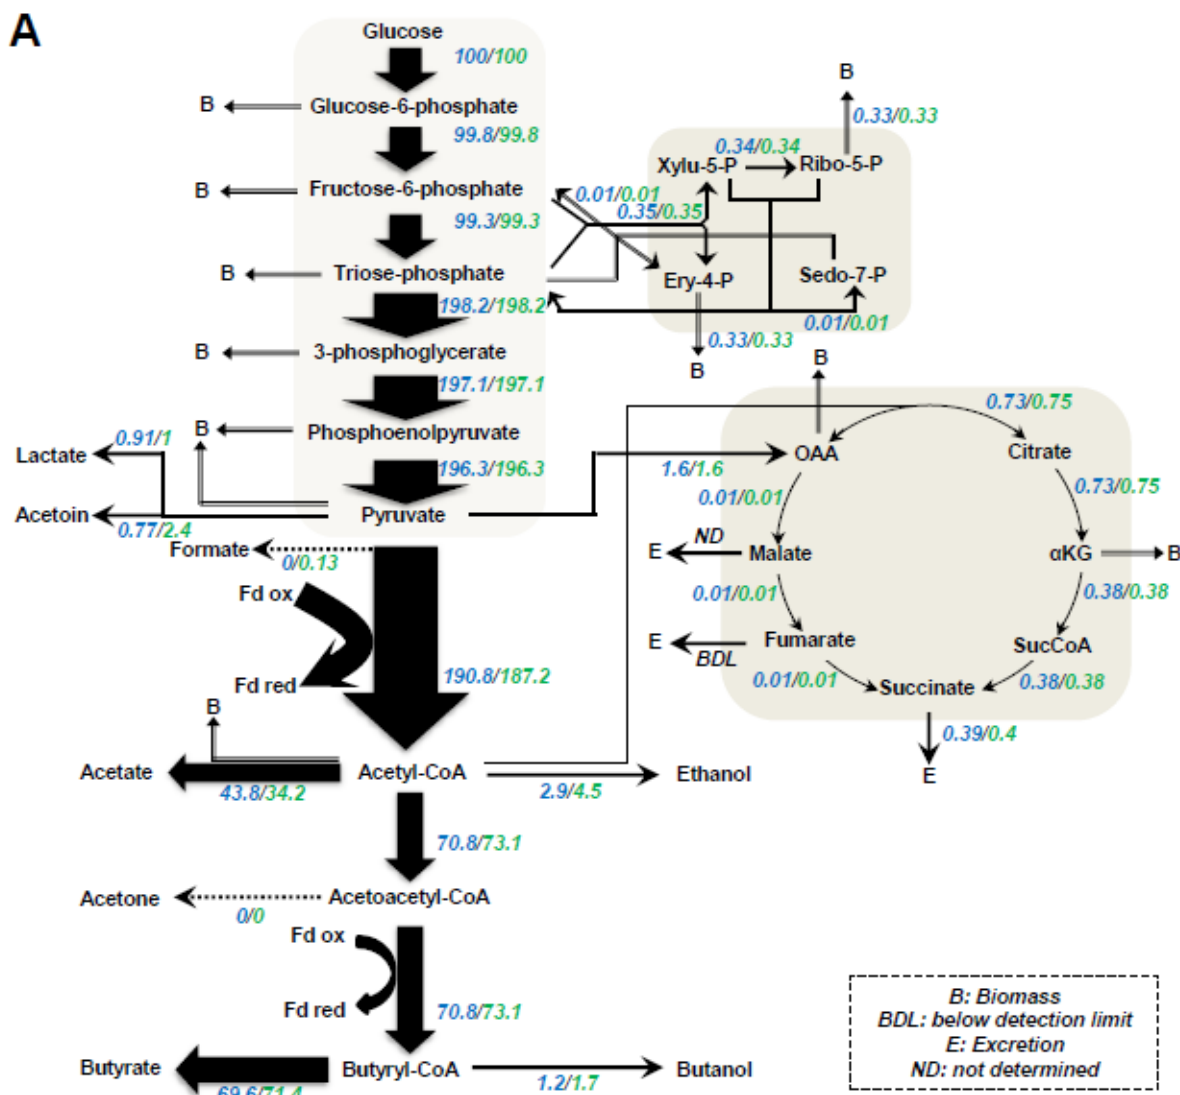 A
Glucose
100/100
B
Glucose-6-phosphate
99.8/99.8
B
Fructose-6-phosphate
99.3/99.3
B
Triose-phosphate
198.2/198.2
B
3-phosphoglycerate
197.1/197.1
B
Phosphoenolpyruvate
196.3/196.3
Pyruvate
B
0.33/0.33
0.34/0.34
Xylu-5-P
Ribo-5-P
0.01/0.01
0.35/0.35
Ery-4-P
Sedo-7-P
0.01/0.01
0.33/0.33
B
Lactate
0.91/1
Acetoin
0.77/2.4
Formate
0/0.13
Fd ox
Fd red
190.8/187.2
1.6/1.6
B
OAA
0.73/0.75
Citrate
0.73/0.75
αKG
B
0.38/0.38
SucCoA
0.38/0.38
0.01/0.01
Malate
ND
E
0.01/0.01
Fumarate
BDL
E
0.01/0.01
Succinate
0.39/0.4
E
B
Acetate
43.8/34.2
Acetyl-CoA
2.9/4.5
Ethanol
70.8/73.1
Acetone
0/0
Acetoacetyl-CoA
Fd ox
Fd red
70.8/73.1
Butyrate
69.6/71.4
Butyryl-CoA
1.2/1.7
Butanol
B: Biomass
BDL: below detection limit
E: Excretion
ND: not determined